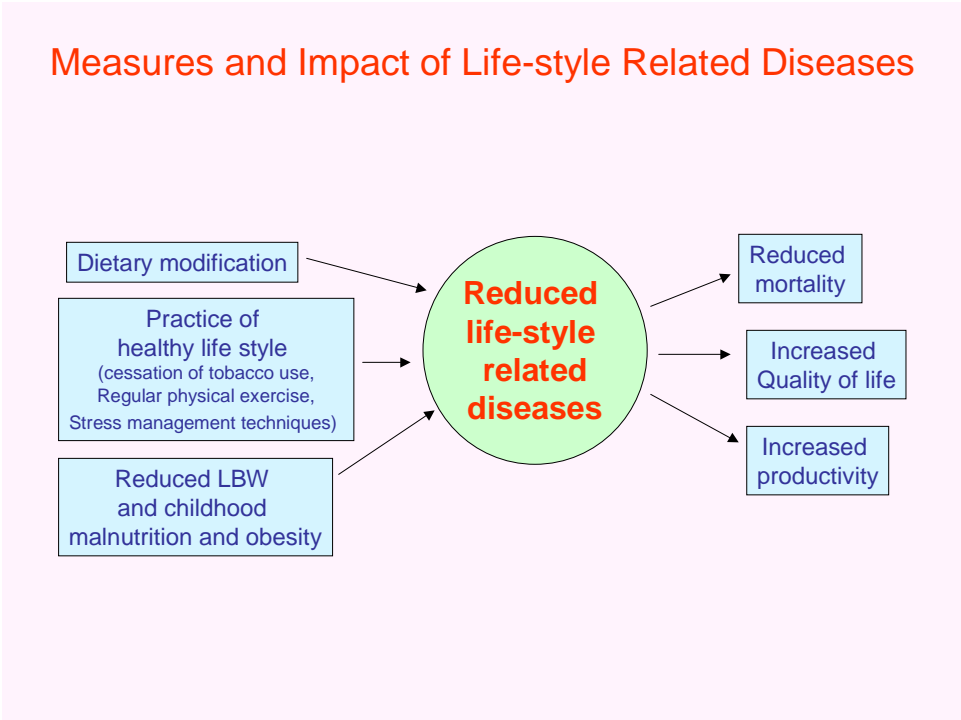 Measures and Impact of Life-style Related Diseases
Dietary modification
Practice of
healthy life style
(cessation of tobacco use,
Regular physical exercise,
Stress management techniques)
Reduced LBW
and childhood
malnutrition and obesity
Reduced
life-style
related
diseases
Reduced
mortality
Increased
Quality of life
Increased
productivity